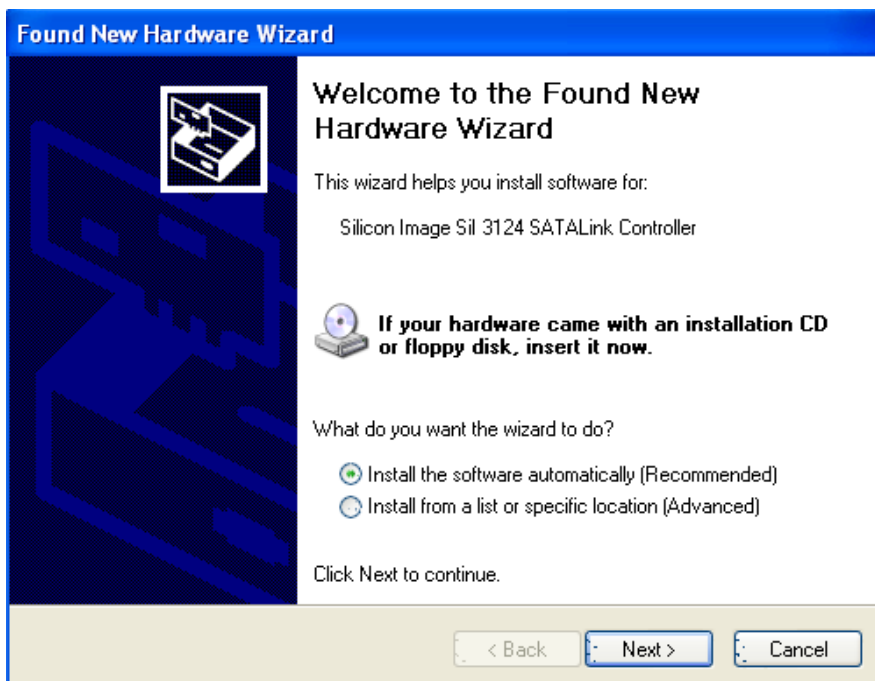 Found New Hardware Wizard
Welcome to the Found New
Hardware Wizard
This wizard helps you install software for:
Silicon Image SiI 3124 SATALink Controller
If your hardware came with an installation CD
or floppy disk, insert it now.
What do you want the wizard to do?
Install the software automatically (Recommended)
Install from a list or specific location (Advanced)
Click Next to continue.
< Back Next > Cancel